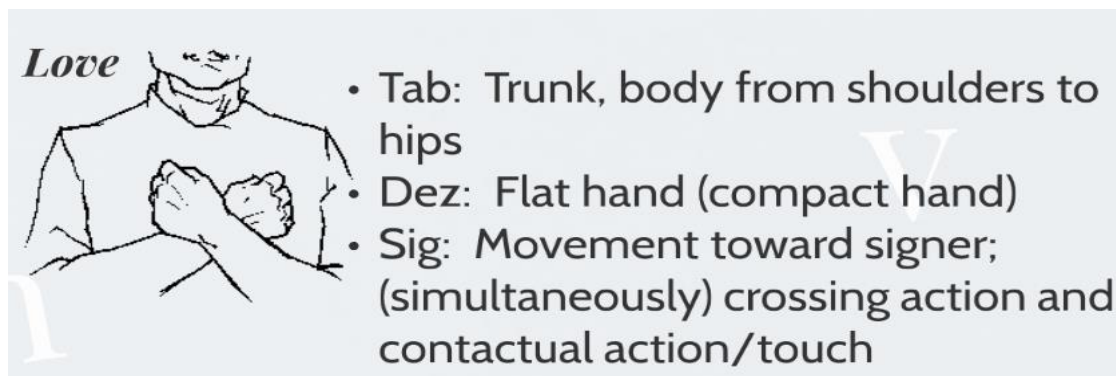 Love
• Tab: Trunk, body from shoulders to
hips
• Dez: Flat hand (compact hand)
• Sig: Movement toward signer;
(simultaneously) crossing action and
contactual action/touch
v
n